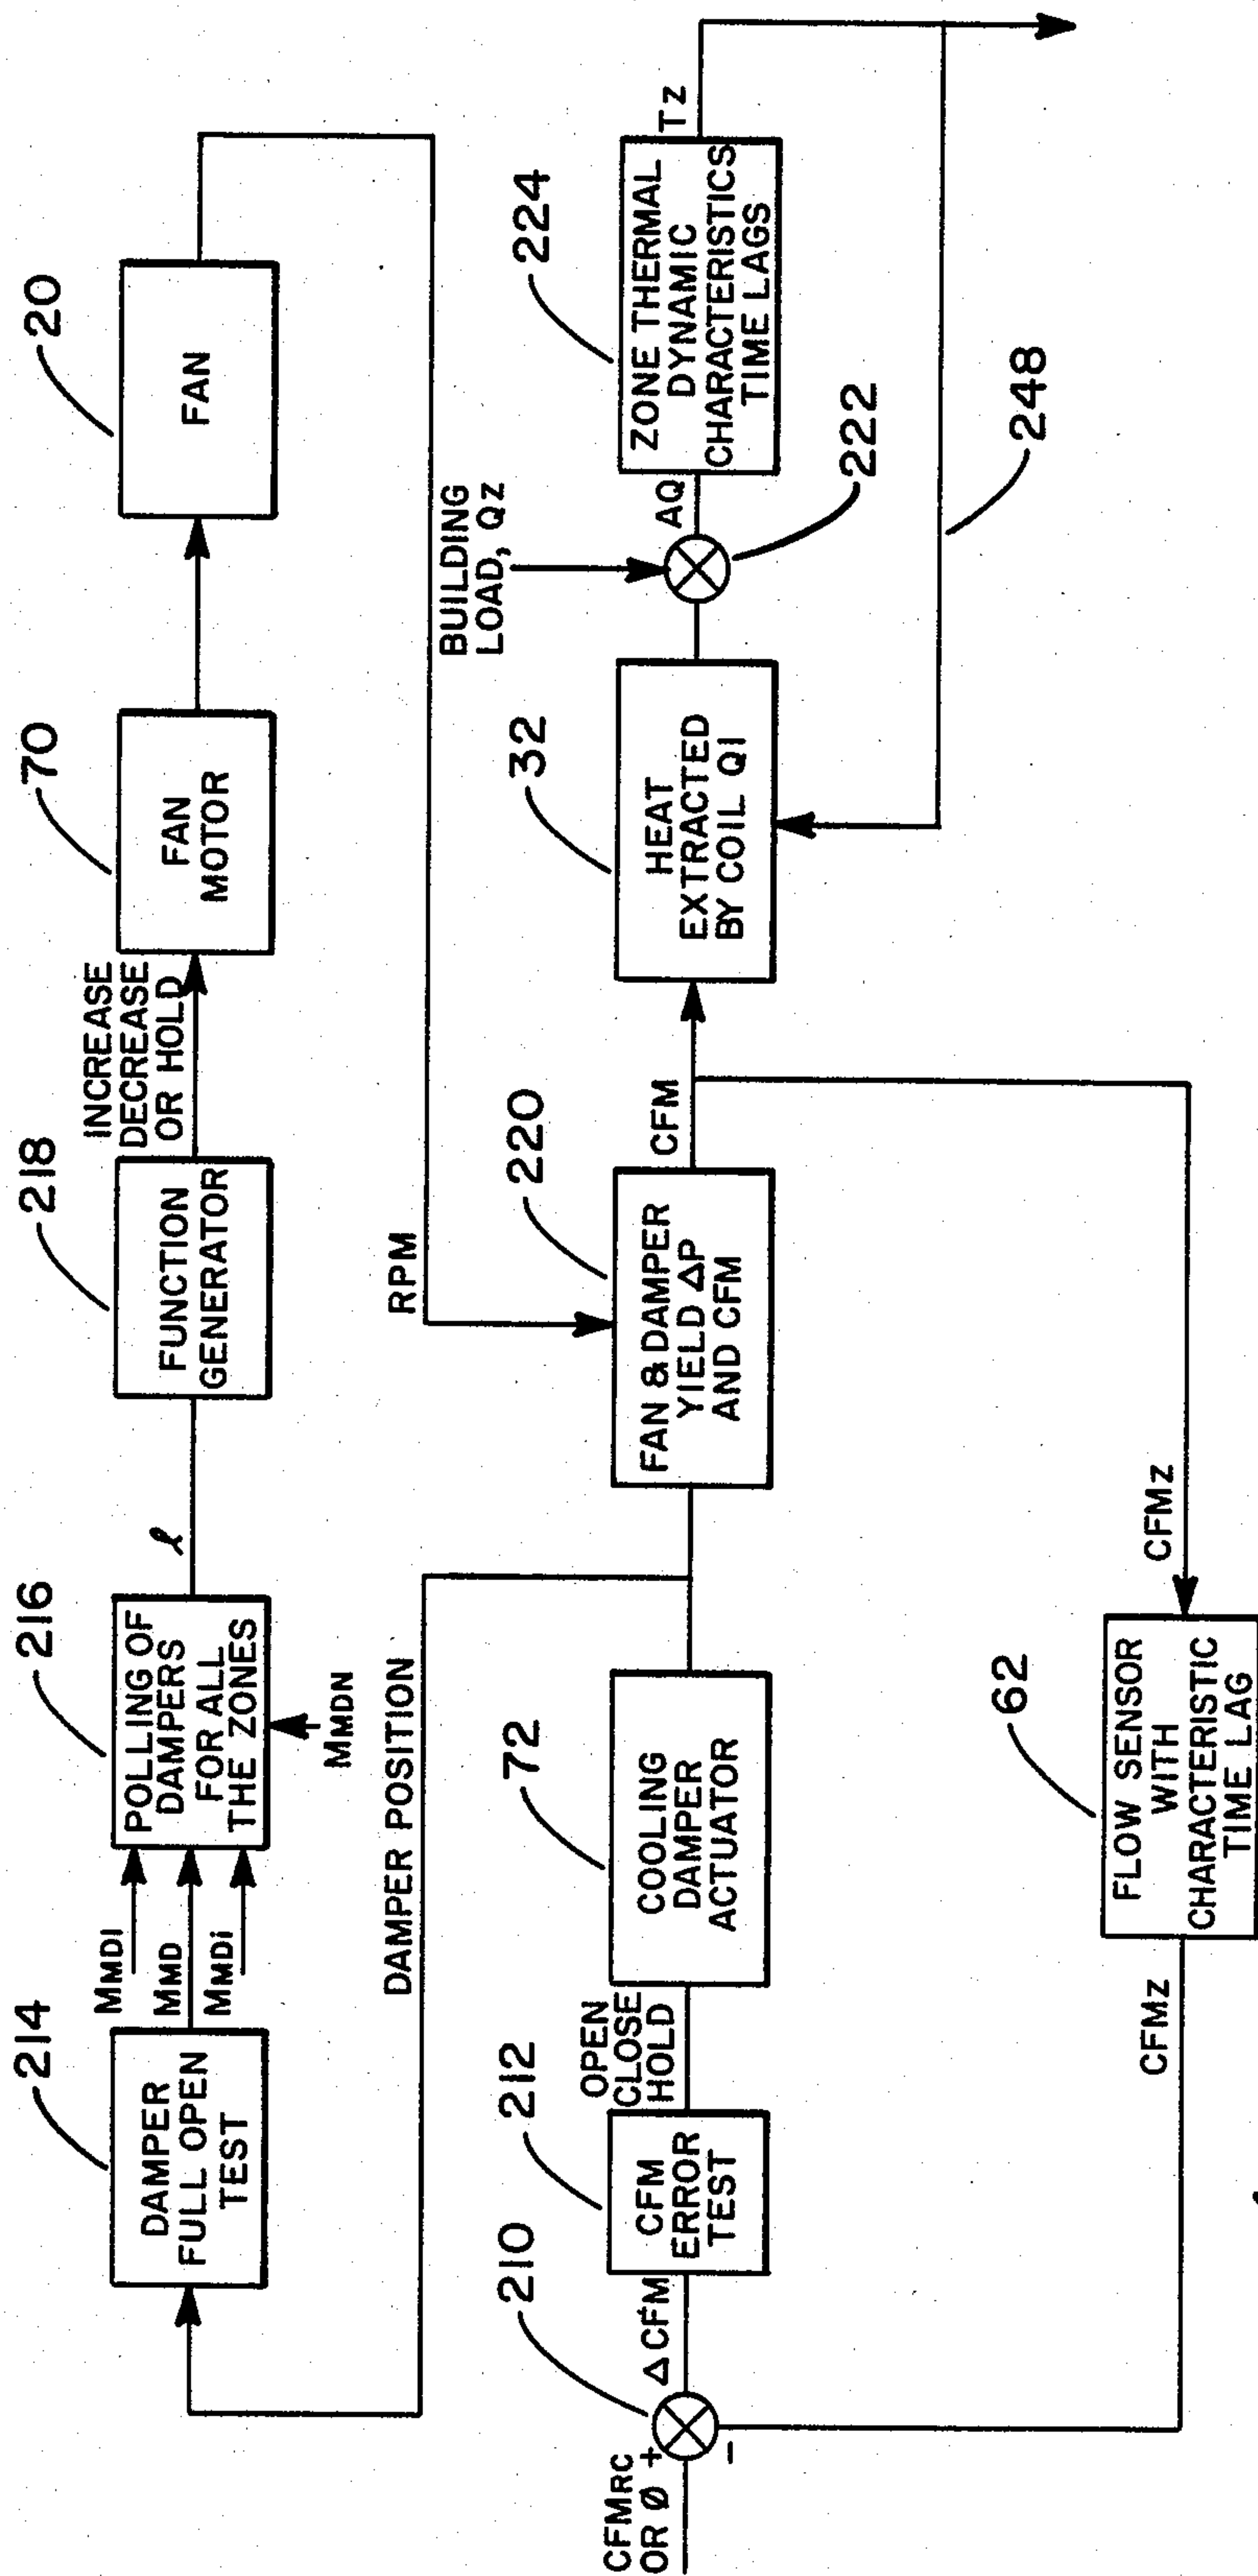 214
DAMPER
FULL OPEN
TEST
MMDI
MMD
MMDi
216
POLLING OF
DAMPERS
FOR ALL
THE ZONES
MMDN
ℓ
218
FUNCTION
GENERATOR
INCREASE
DECREASE
OR HOLD
70
FAN
MOTOR
20
FAN
DAMPER POSITION
RPM
BUILDING
LOAD, QZ
CFMRC
OR Ø
+
-
210
Δ CFM
212
CFM
ERROR
TEST
OPEN
CLOSE
HOLD
72
COOLING
DAMPER
ACTUATOR
220
FAN & DAMPER
YIELD ΔP
AND CFM
CFM
32
HEAT
EXTRACTED
BY COIL QI
222
AQ
224
ZONE THERMAL
DYNAMIC
CHARACTERISTICS
TIME LAGS
TZ
248
CFMZ
62
FLOW SENSOR
WITH
CHARACTERISTIC
TIME LAG
CFMZ